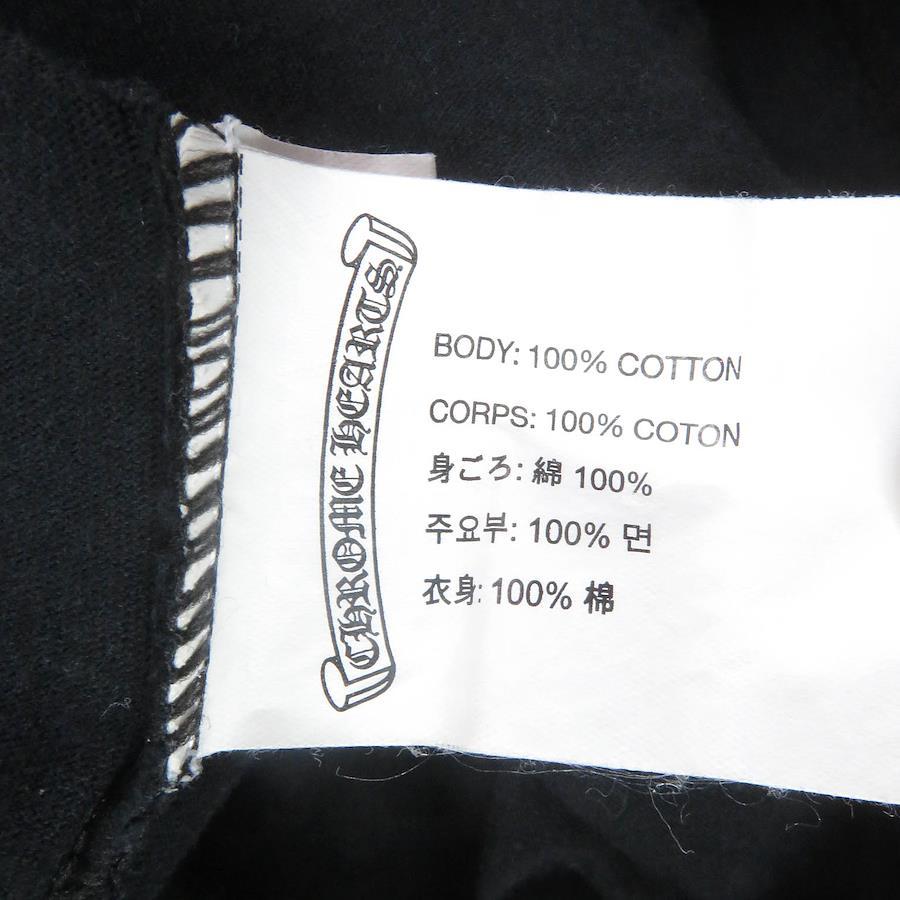 CHROME HEARTS
BODY: 100% COTTON
CORPS: 100% COTON
身ごろ: 綿 100%
주요부: 100% 면
衣身: 100% 棉